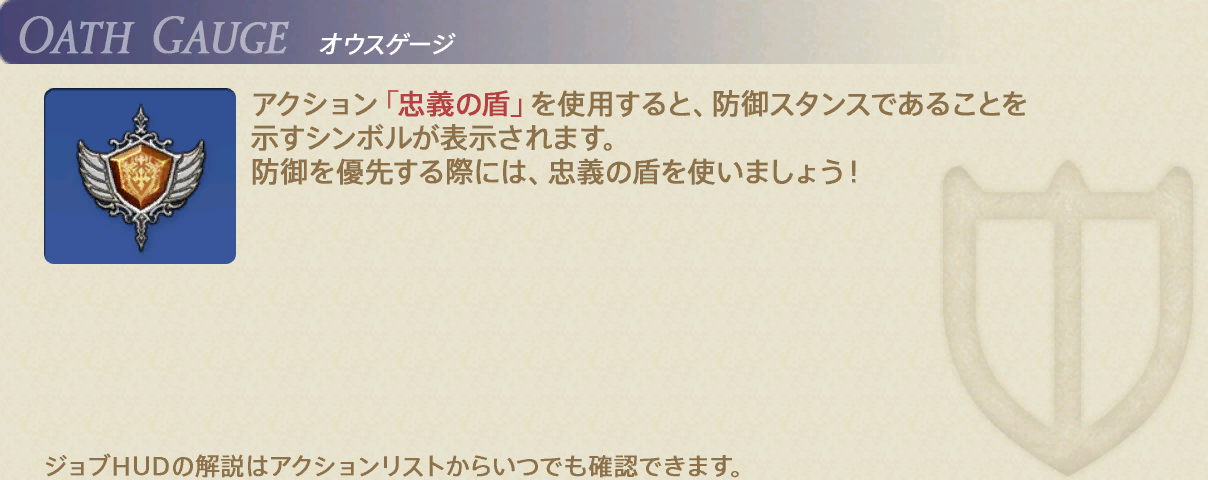 OATH GAUGE オウスゲージ
アクション「忠義の盾」を使用すると、防御スタンスであることを
示すシンボルが表示されます。
防御を優先する際には、忠義の盾を使いましょう！
ジョブHUDの解説はアクションリストからいつでも確認できます。